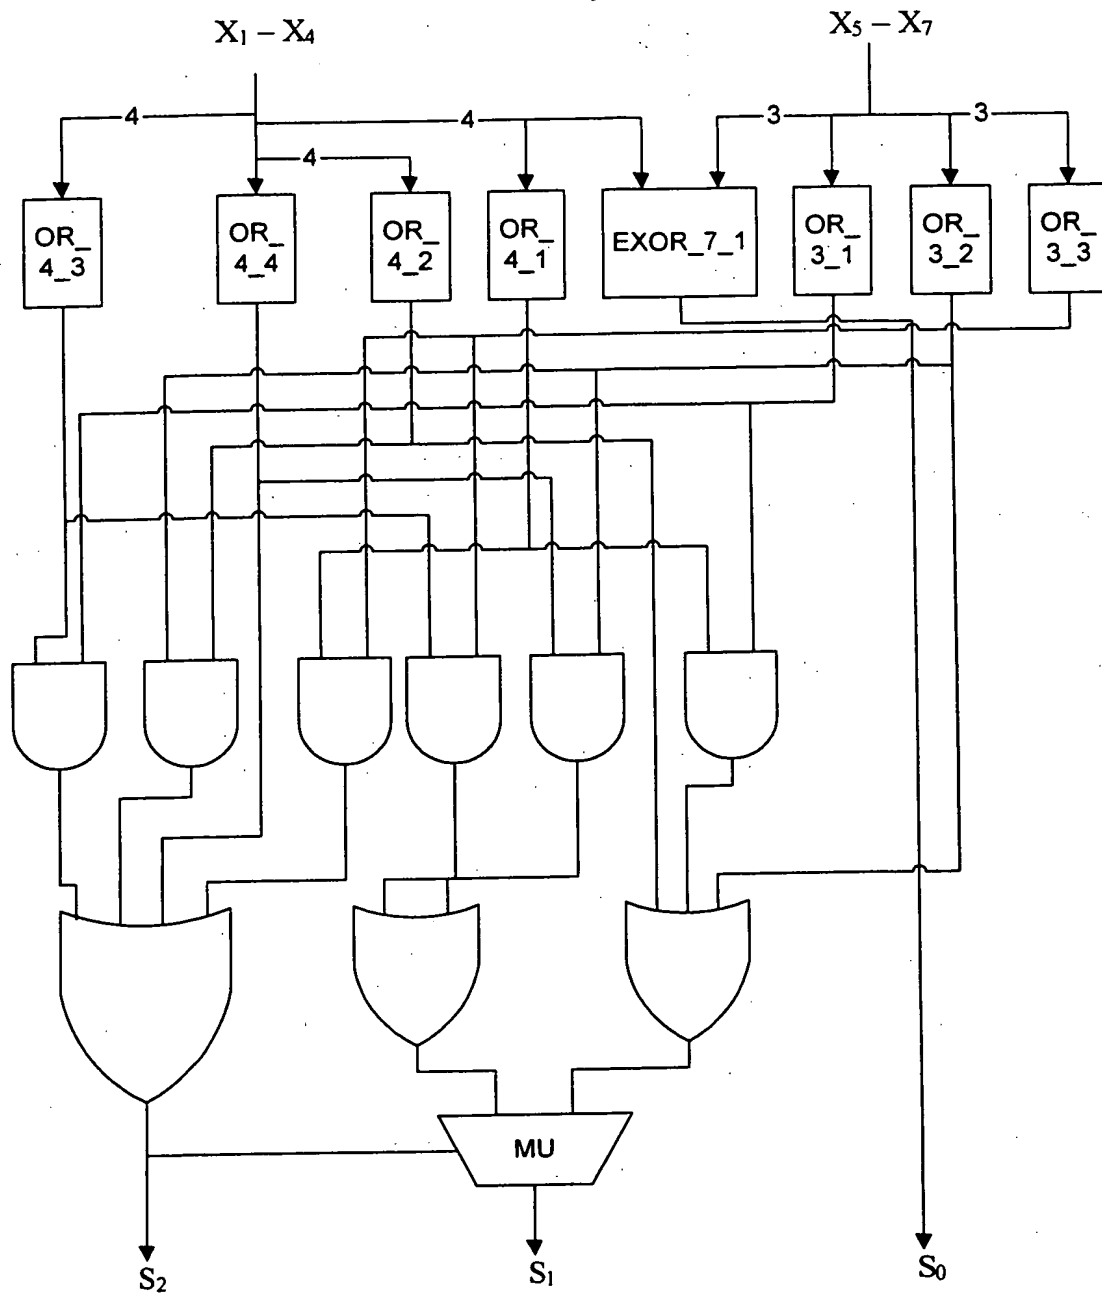 X₁ – X₄
X₅ – X₇
4
4
3
3
4
OR_
4_3
OR_
4_4
OR_
4_2
OR_
4_1
EXOR_7_1
OR_
3_1
OR_
3_2
OR_
3_3
MU
S₂
S₁
S₀